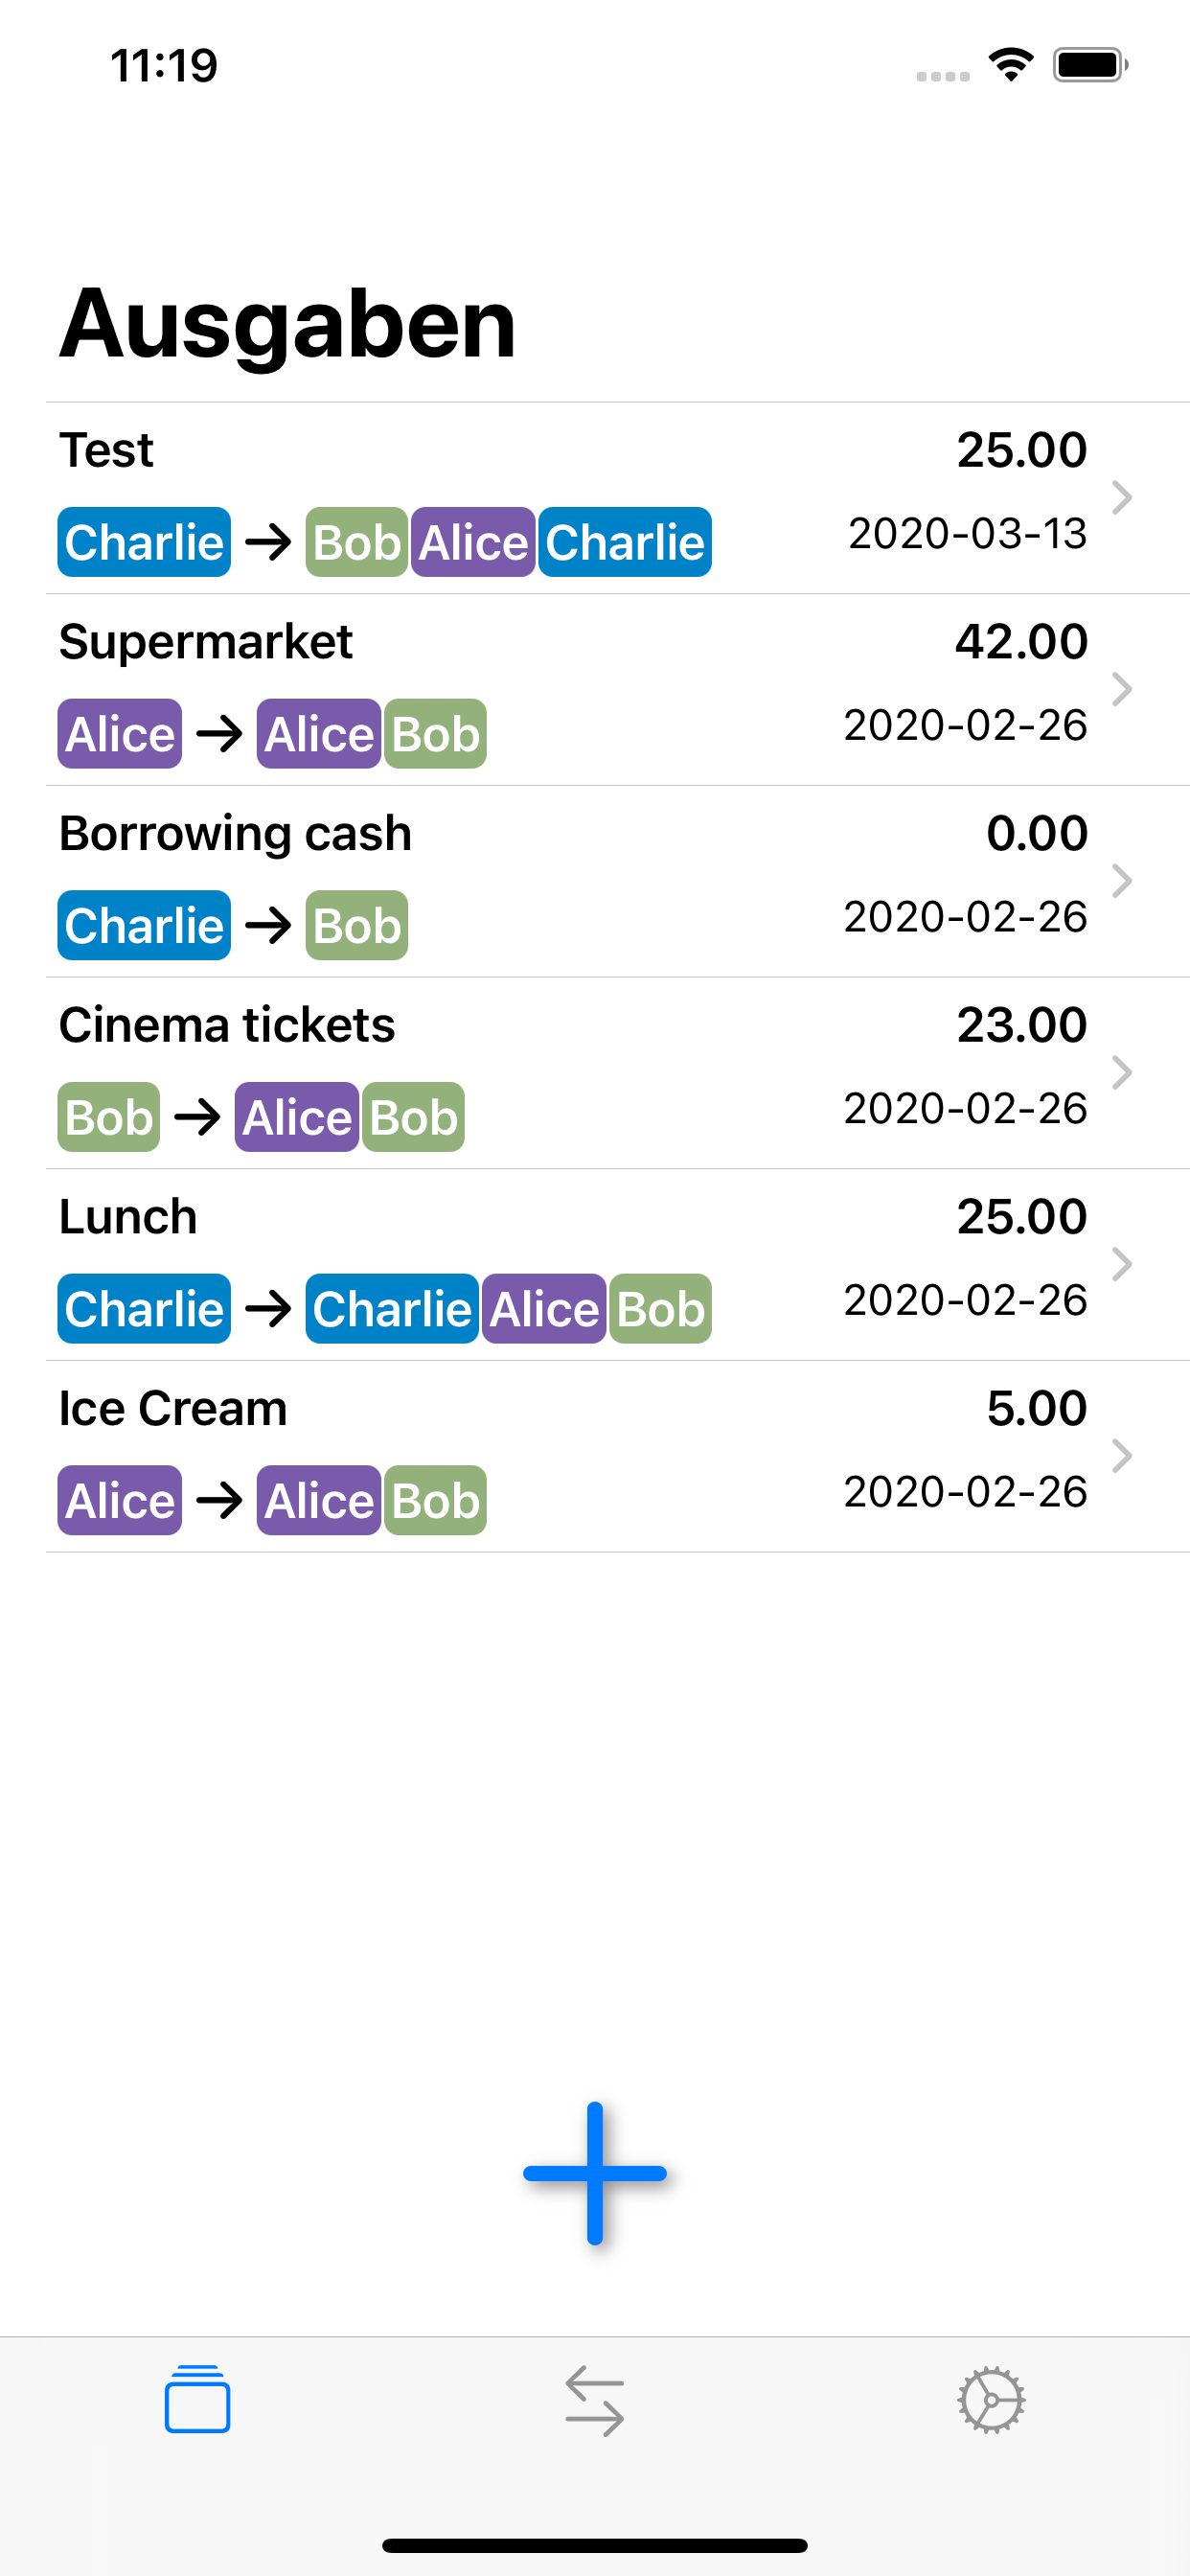 11:19
Ausgaben
Test 25.00
Charlie → Bob Alice Charlie 2020-03-13
Supermarket 42.00
Alice → Alice Bob 2020-02-26
Borrowing cash 0.00
Charlie → Bob 2020-02-26
Cinema tickets 23.00
Bob → Alice Bob 2020-02-26
Lunch 25.00
Charlie → Charlie Alice Bob 2020-02-26
Ice Cream 5.00
Alice → Alice Bob 2020-02-26